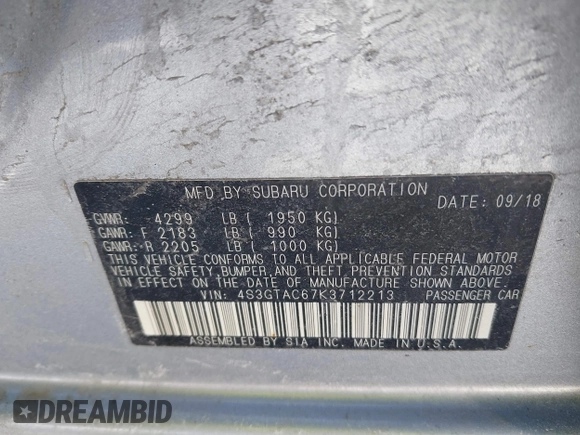 MFD BY SUBARU CORPORATION
DATE: 09/18
GVWR: 4299 LB ( 1950 KG)
GAWR: F 2183 LB ( 990 KG)
GAWR: R 2205 LB ( 1000 KG)
THIS VEHICLE CONFORMS TO ALL APPLICABLE FEDERAL MOTOR
VEHICLE SAFETY, BUMPER, AND THEFT PREVENTION STANDARDS
IN EFFECT ON THE DATE OF MANUFACTURE SHOWN ABOVE.
VIN: 4S3GTAC67K3712213 PASSENGER CAR
ASSEMBLED BY SIA INC. MADE IN U.S.A.
DREAMBID